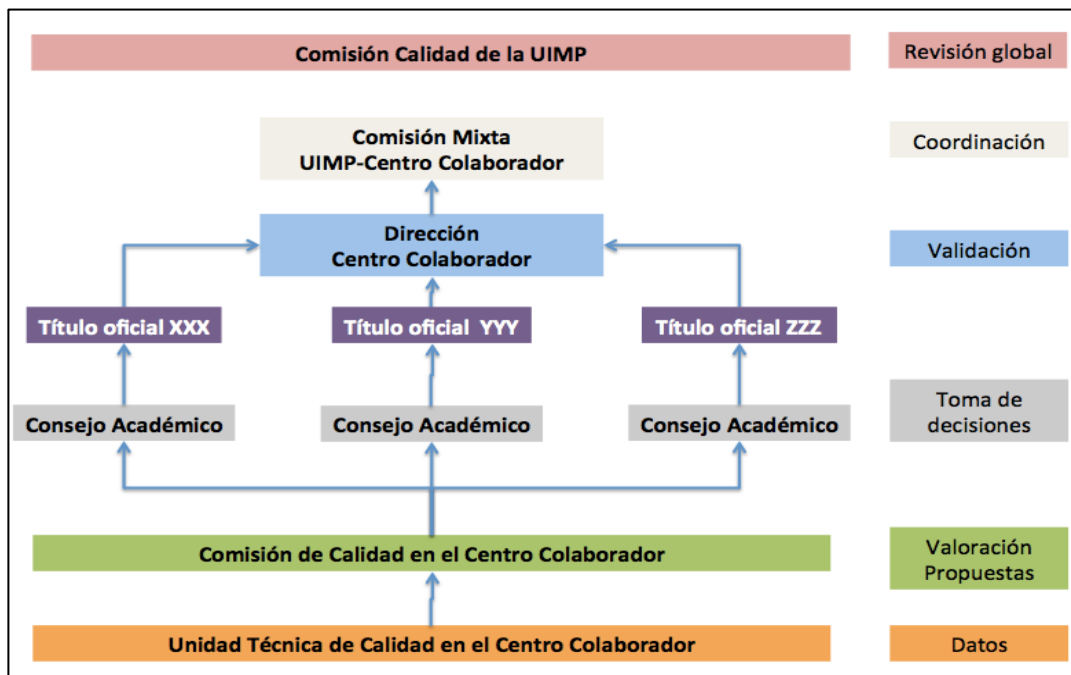 Comisión Calidad de la UIMP
Revisión global
Comisión Mixta
UIMP-Centro Colaborador
Coordinación
Dirección
Centro Colaborador
Validación
Título oficial XXX
Título oficial YYY
Título oficial ZZZ
Consejo Académico
Consejo Académico
Consejo Académico
Toma de
decisiones
Comisión de Calidad en el Centro Colaborador
Valoración
Propuestas
Unidad Técnica de Calidad en el Centro Colaborador
Datos